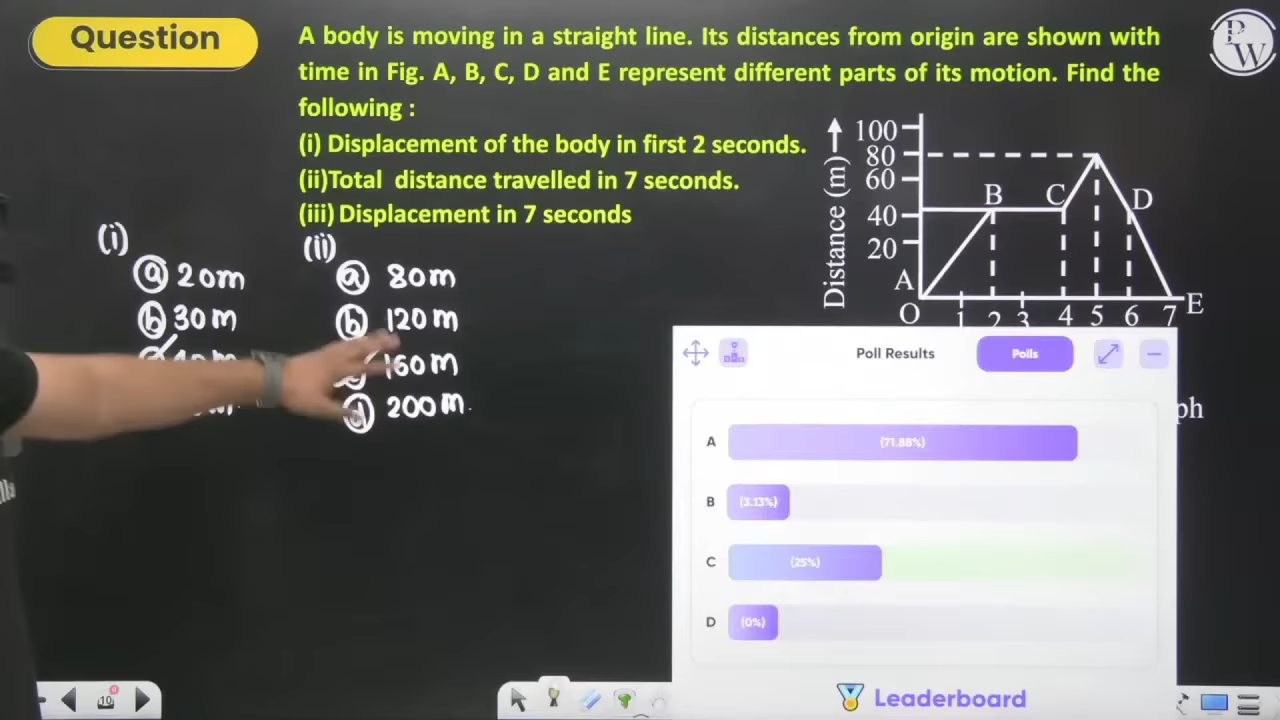 Question
A body is moving in a straight line. Its distances from origin are shown with
time in Fig. A, B, C, D and E represent different parts of its motion. Find the
following :
(i) Displacement of the body in first 2 seconds.
(ii)Total distance travelled in 7 seconds.
(iii) Displacement in 7 seconds
P
W
Distance (m)
100
80
60
40
20
A
B
C
D
E
O
1
2
3
4
5
6
7
(i)
(a) 20m
(b) 30m
(ii)
(a) 80m
(b) 120m
160m
(d) 200m.
ph
Poll Results
Polls
A
(71.88%)
B
(3.13%)
C
(25%)
D
(0%)
Leaderboard
10